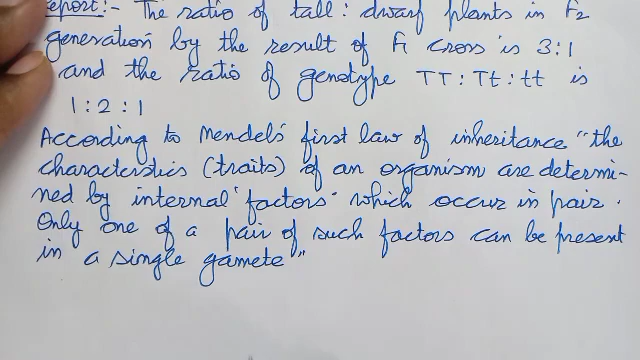 eport:- The ratio of tall : dwarf plants in F2
generation by the result of F1 cross is 3:1
and the ratio of genotype TT : Tt : tt is
1 : 2 : 1
According to Mendel's first law of inheritance "the
characterstics (traits) of an organism are determi-
ned by internal 'factors' which occur in pair.
Only one of a pair of such factors can be present
in a single gamete"